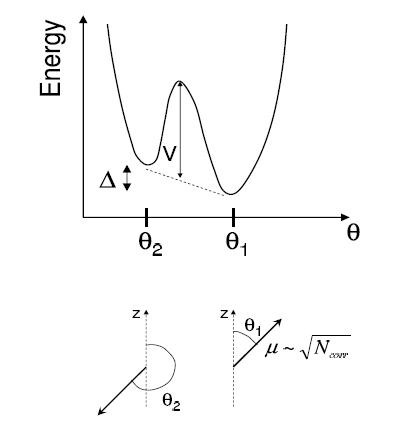 Energy
V
Δ
θ₂
θ₁
θ
z
θ₂
z
θ₁
μ ~ √N_corr